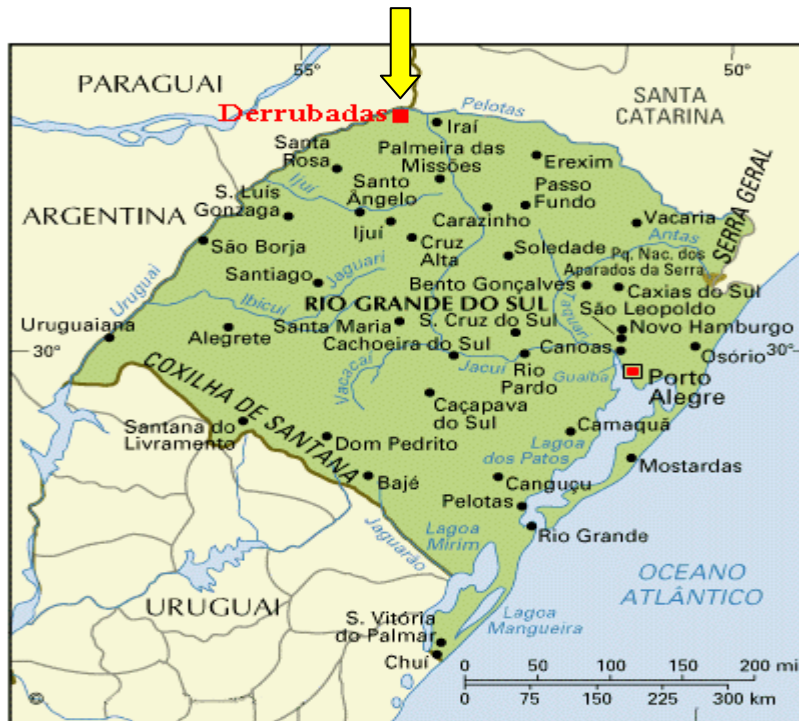 55°
50°
PARAGUAI
SANTA
CATARINA
Derrubadas
Pelotas
Iraí
Santa
Rosa
Palmeira das
Missões
Erexim
Ijuí
Santo
Ângelo
Passo
Fundo
S. Luís
Gonzaga
SERRA GERAL
ARGENTINA
Ijuí
Carazinho
Vacaria
São Borja
Cruz
Alta
Soledade
Antas
Pq. Nac. dos
Aparados da Serra
Santiago
Jaguari
Bento Gonçalves
Caxias do Sul
Uruguai
Ibicuí
RIO GRANDE DO SUL
Taquari
São Leopoldo
Uruguaiana
Alegrete
Santa Maria
S. Cruz do Sul
Novo Hamburgo
Cachoeira do Sul
Canoas
Osório
30°
30°
Vacacaí
Jacuí
Rio
Pardo
Guaíba
Porto
Alegre
COXILHA DE SANTANA
Caçapava
do Sul
Camaquã
Santana do
Livramento
Dom Pedrito
Lagoa
dos Patos
Mostardas
Bajé
Canguçu
Pelotas
Jaguarão
Lagoa
Mirim
Rio Grande
OCEANO
ATLÂNTICO
URUGUAI
S. Vitória
do Palmar
Lagoa
Mangueira
Chuí
0 50 100 150 200 mi
0 75 150 225 300 km
©